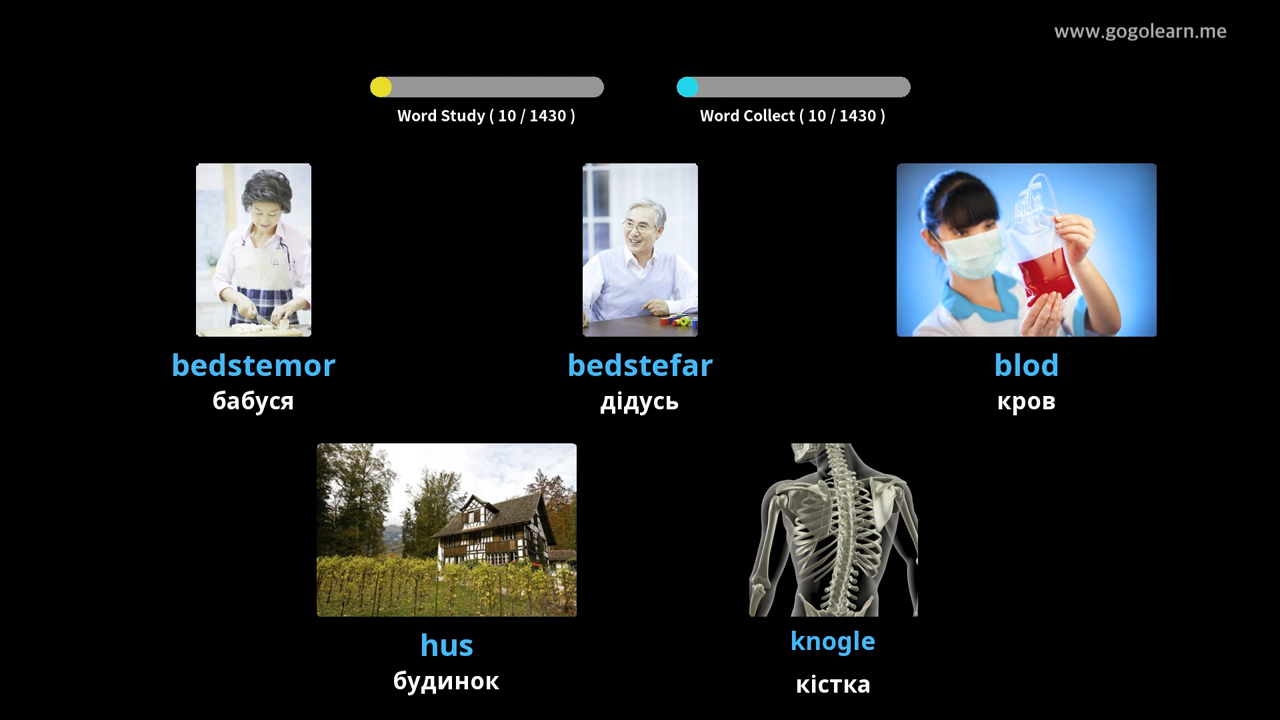 www.gogolearn.me
Word Study ( 10 / 1430 )
Word Collect ( 10 / 1430 )
bedstemor
бабуся
bedstefar
дідусь
blod
кров
hus
будинок
knogle
кістка